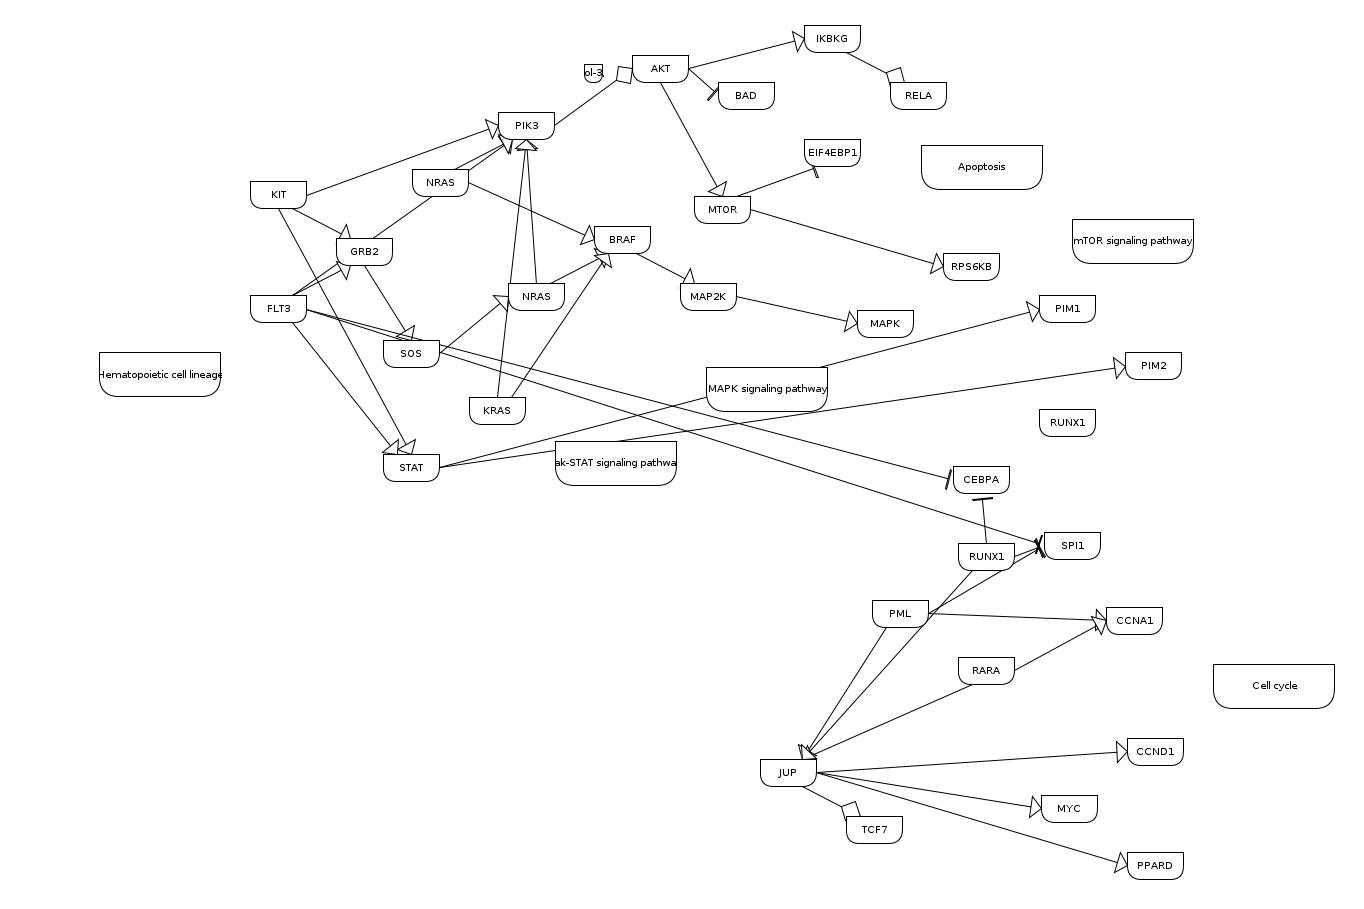 IKBKG
AKT
ol-3,
BAD
RELA
PIK3
EIF4EBP1
Apoptosis
NRAS
KIT
MTOR
mTOR signaling pathway
BRAF
GRB2
RPS6KB
NRAS
MAP2K
FLT3
PIM1
MAPK
SOS
PIM2
Hematopoietic cell lineage
MAPK signaling pathway
KRAS
RUNX1
STAT
ak-STAT signaling pathwa
CEBPA
SPI1
RUNX1
PML
CCNA1
RARA
Cell cycle
CCND1
JUP
MYC
TCF7
PPARD